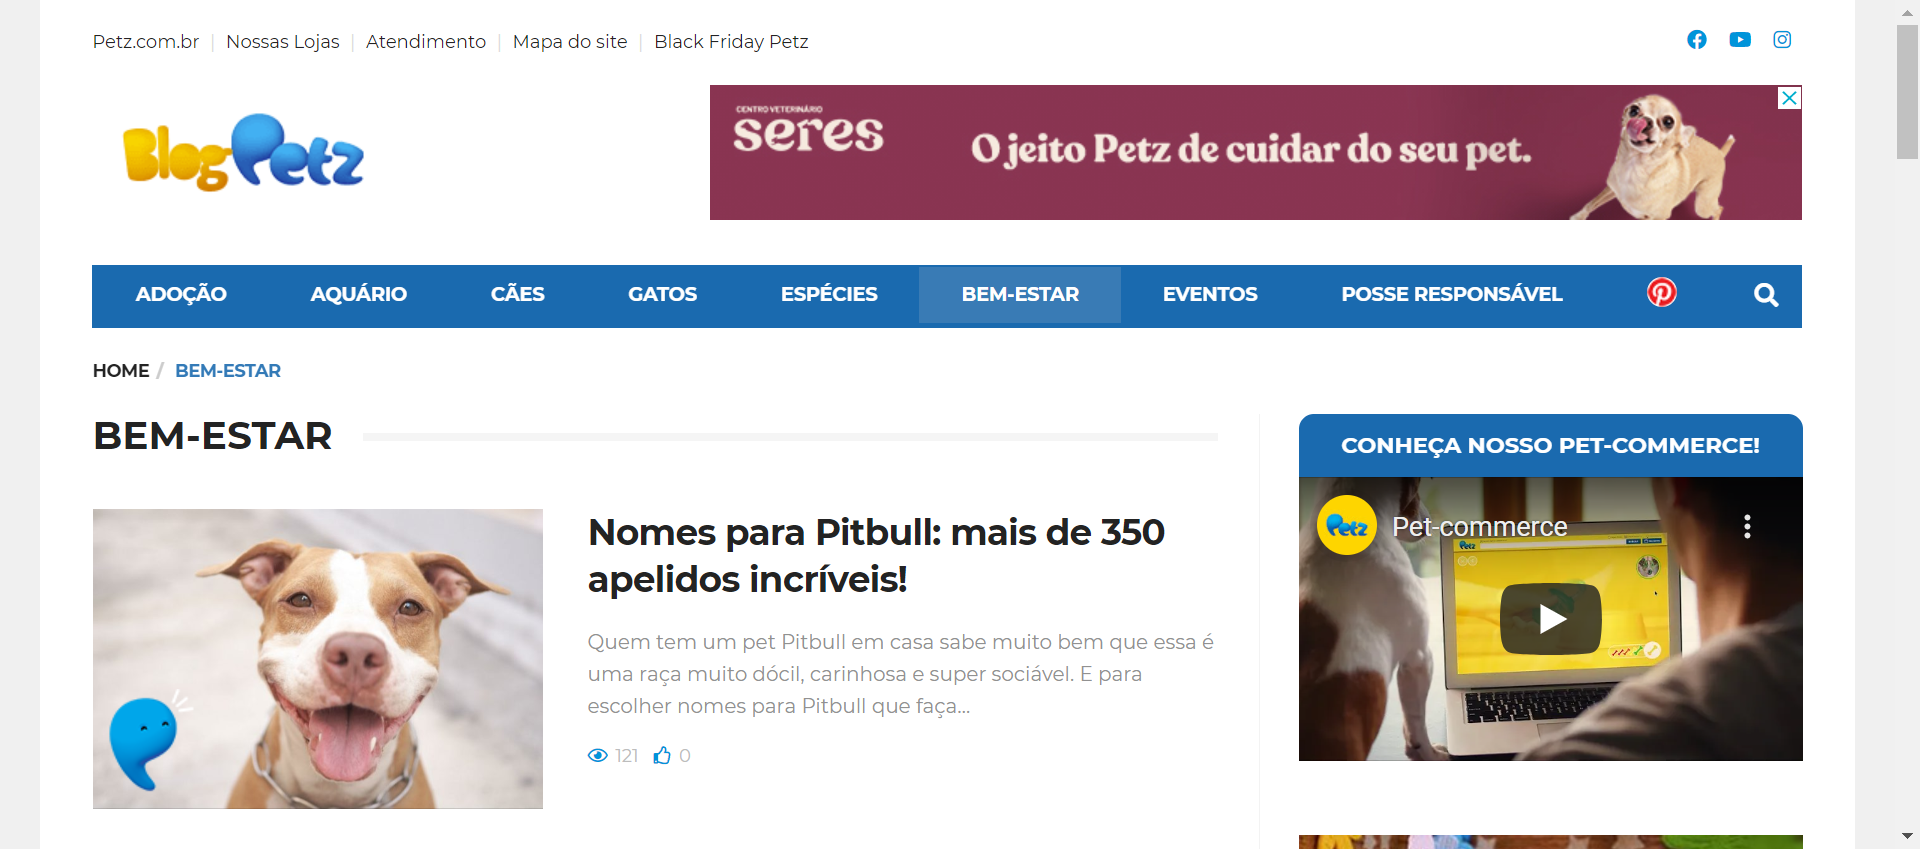 Petz.com.br | Nossas Lojas | Atendimento | Mapa do site | Black Friday Petz
BlogPetz
CENTRO VETERINÁRIO
seres
O jeito Petz de cuidar do seu pet.
ADOÇÃO AQUÁRIO CÃES GATOS ESPÉCIES BEM-ESTAR EVENTOS POSSE RESPONSÁVEL
HOME / BEM-ESTAR
BEM-ESTAR
Nomes para Pitbull: mais de 350
apelidos incríveis!
Quem tem um pet Pitbull em casa sabe muito bem que essa é
uma raça muito dócil, carinhosa e super sociável. E para
escolher nomes para Pitbull que faça...
121 0
CONHEÇA NOSSO PET-COMMERCE!
Petz Pet-commerce
Petz